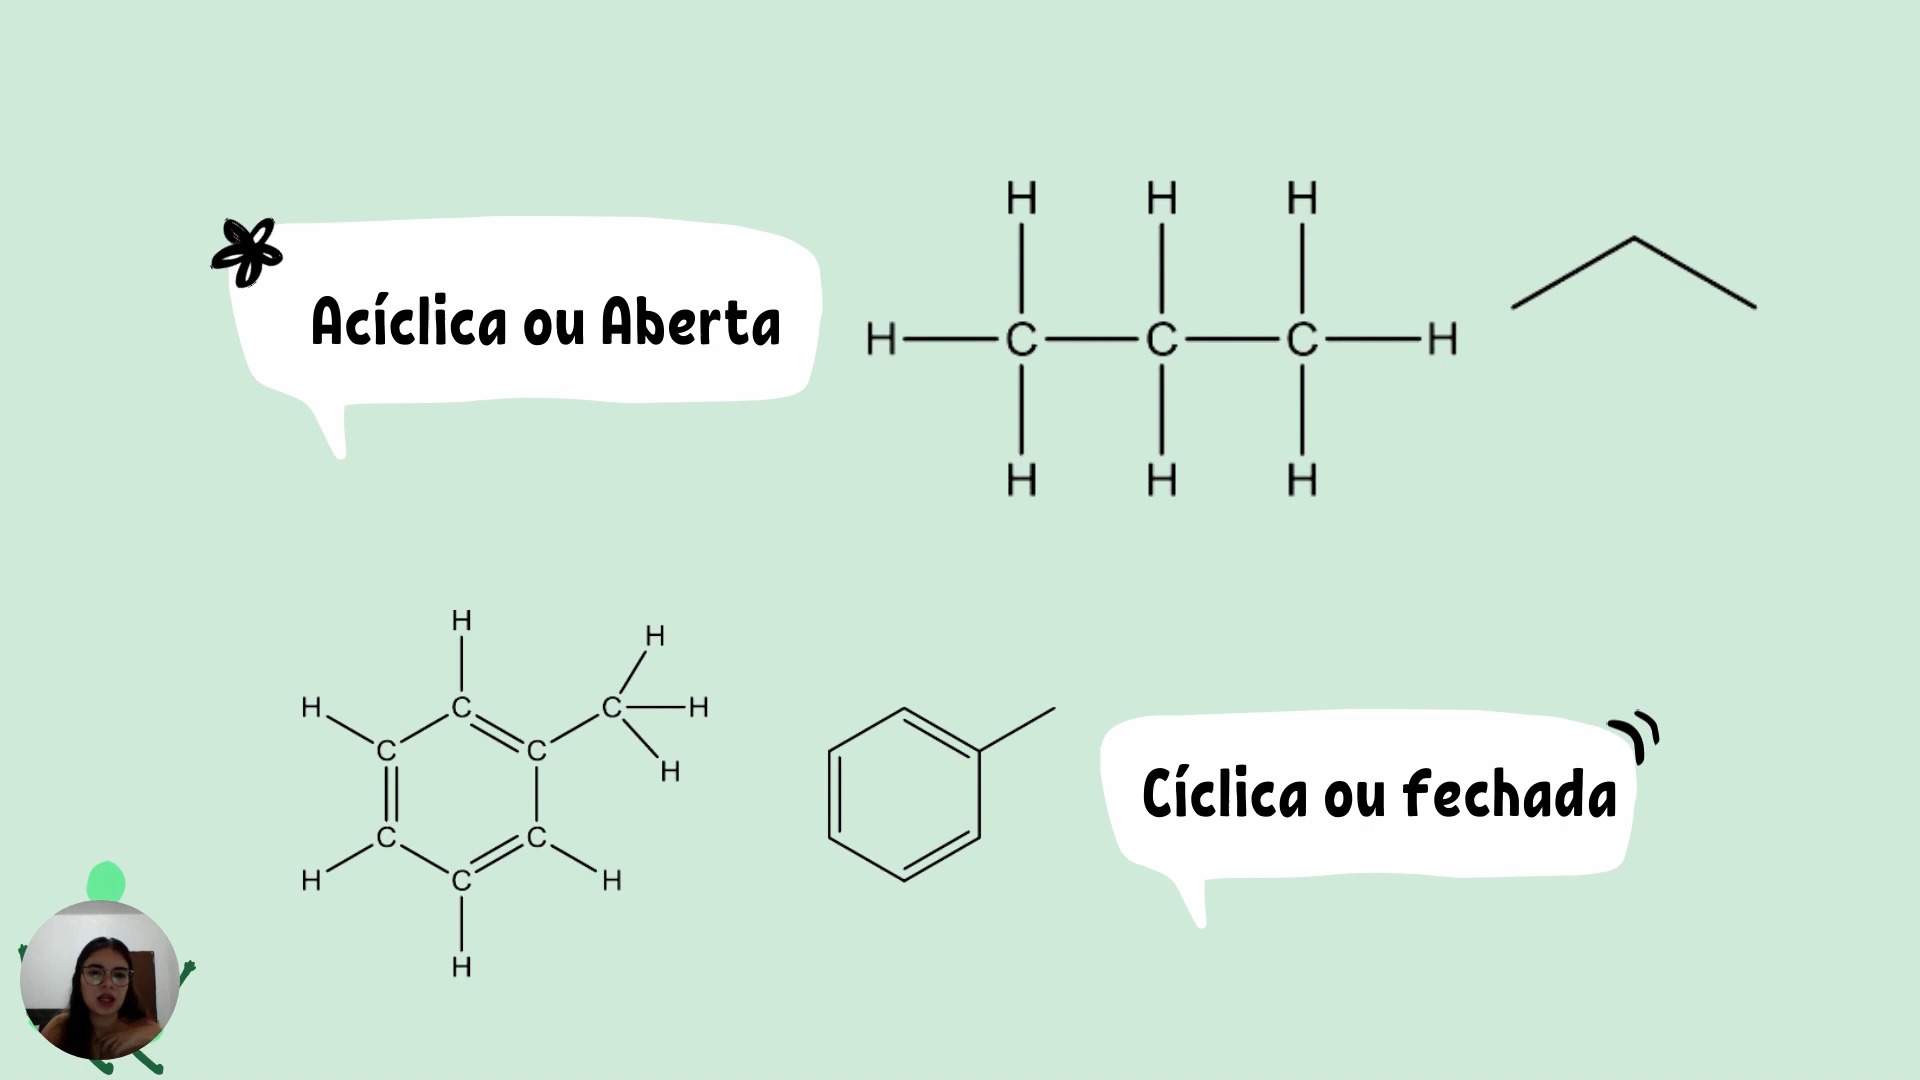 Acíclica ou Aberta
H H H
H C C C H
H H H
H
H
H C C H
C C H
C C
H C H
H
Cíclica ou fechada